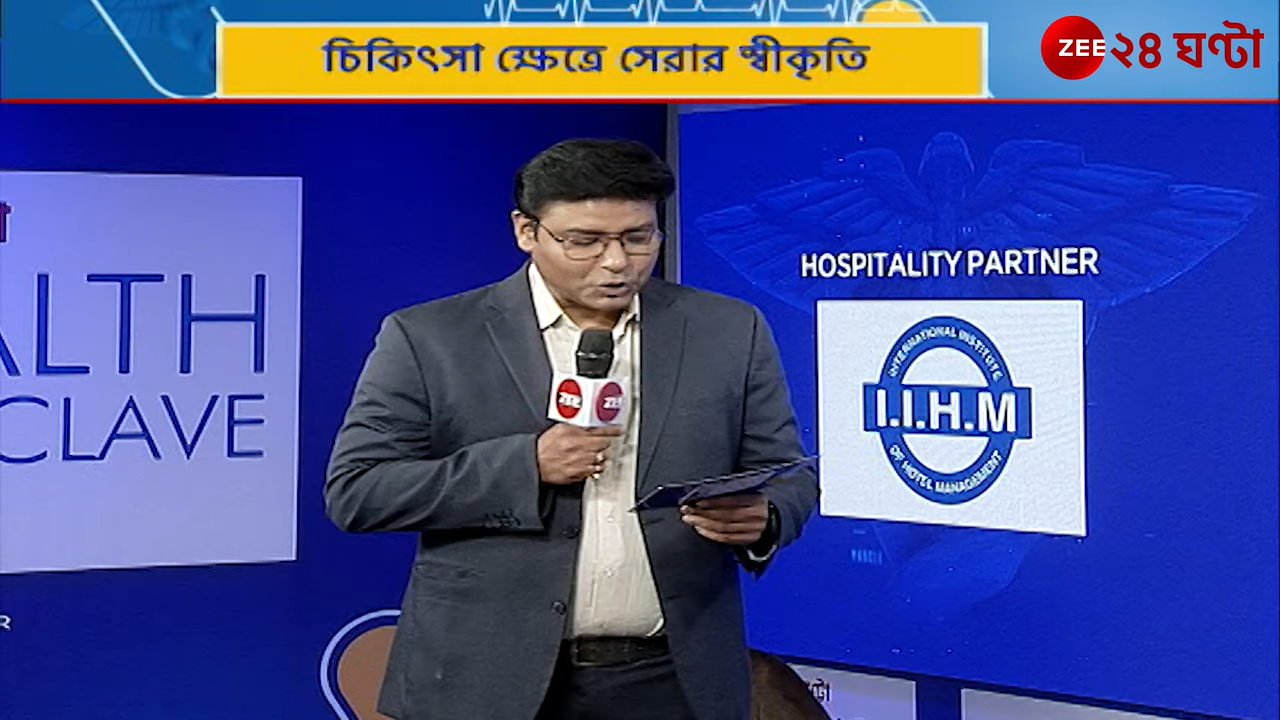 চিকিৎসা ক্ষেত্রে সেরার স্বীকৃতি
ZEE ২৪ ঘণ্টা
ALTH
CLAVE
HOSPITALITY PARTNER
INTERNATIONAL INSTITUTE
I.I.H.M
OF HOTEL MANAGEMENT
ZEE ZEE
R